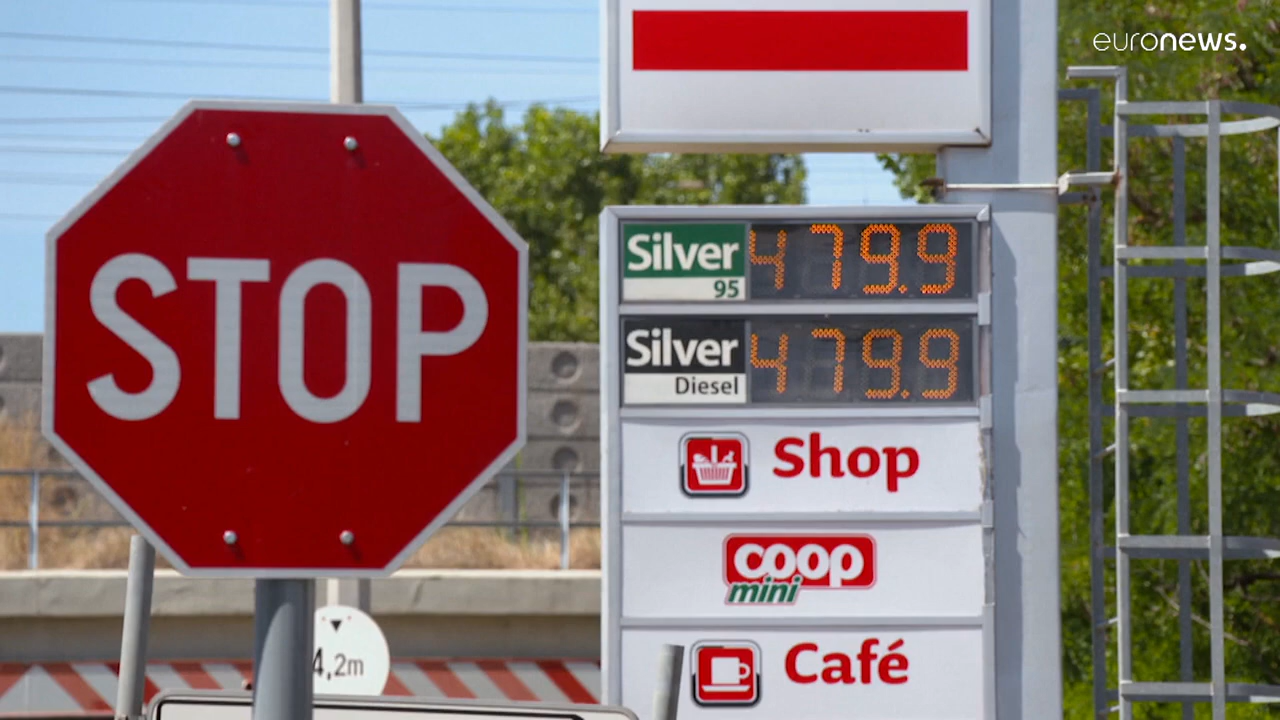 euronews.
STOP
Silver
95
479.9
Silver
Diesel
479.9
Shop
coop
mini
Café
4,2m